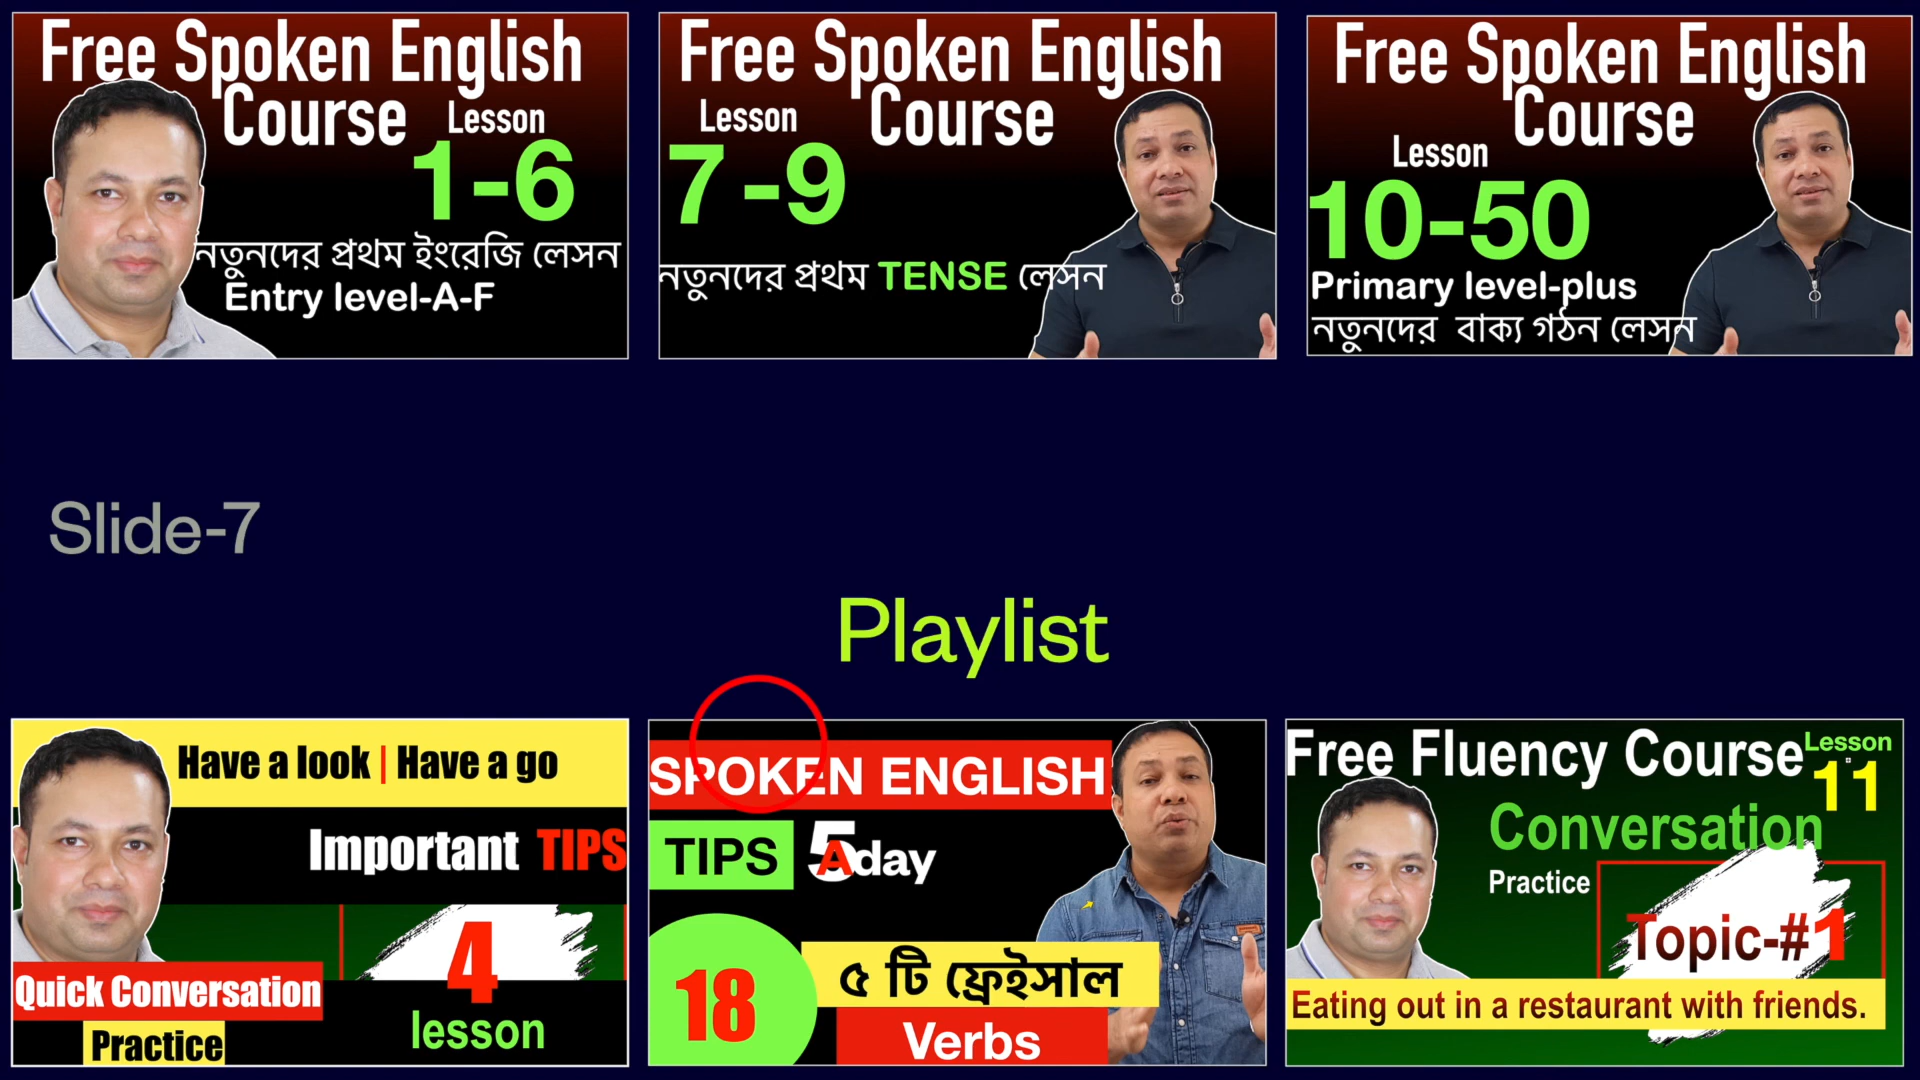 Free Spoken English
Course
Lesson
1-6
নতুনদের প্রথম ইংরেজি লেসন
Entry level-A-F
Free Spoken English
Lesson
Course
7-9
নতুনদের প্রথম TENSE লেসন
Free Spoken English
Course
Lesson
10-50
Primary level-plus
নতুনদের বাক্য গঠন লেসন
Slide-7
Playlist
Have a look | Have a go
Important TIPS
4
Quick Conversation
lesson
Practice
SPOKEN ENGLISH
TIPS 5 A day
18
৫ টি ফ্রেইসাল
Verbs
Free Fluency Course
Lesson
11
Conversation
Practice
Topic-#1
Eating out in a restaurant with friends.